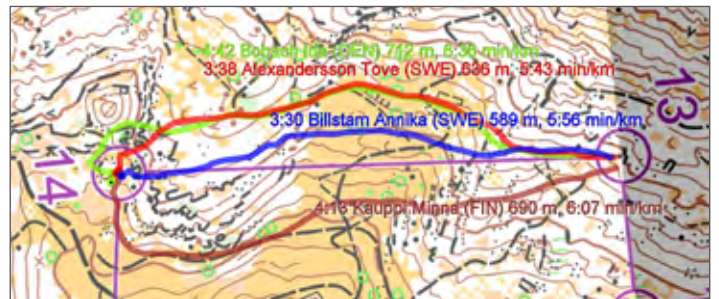 4:42 Bobach Ida (DEN) 712 m, 6:36 min/km
3:38 Alexandersson Tove (SWE) 636 m, 5:43 min/km
13
3:30 Billstam Annika (SWE) 589 m, 5:56 min/km
14
4:13 Kauppi Minna (FIN) 690 m, 6:07 min/km